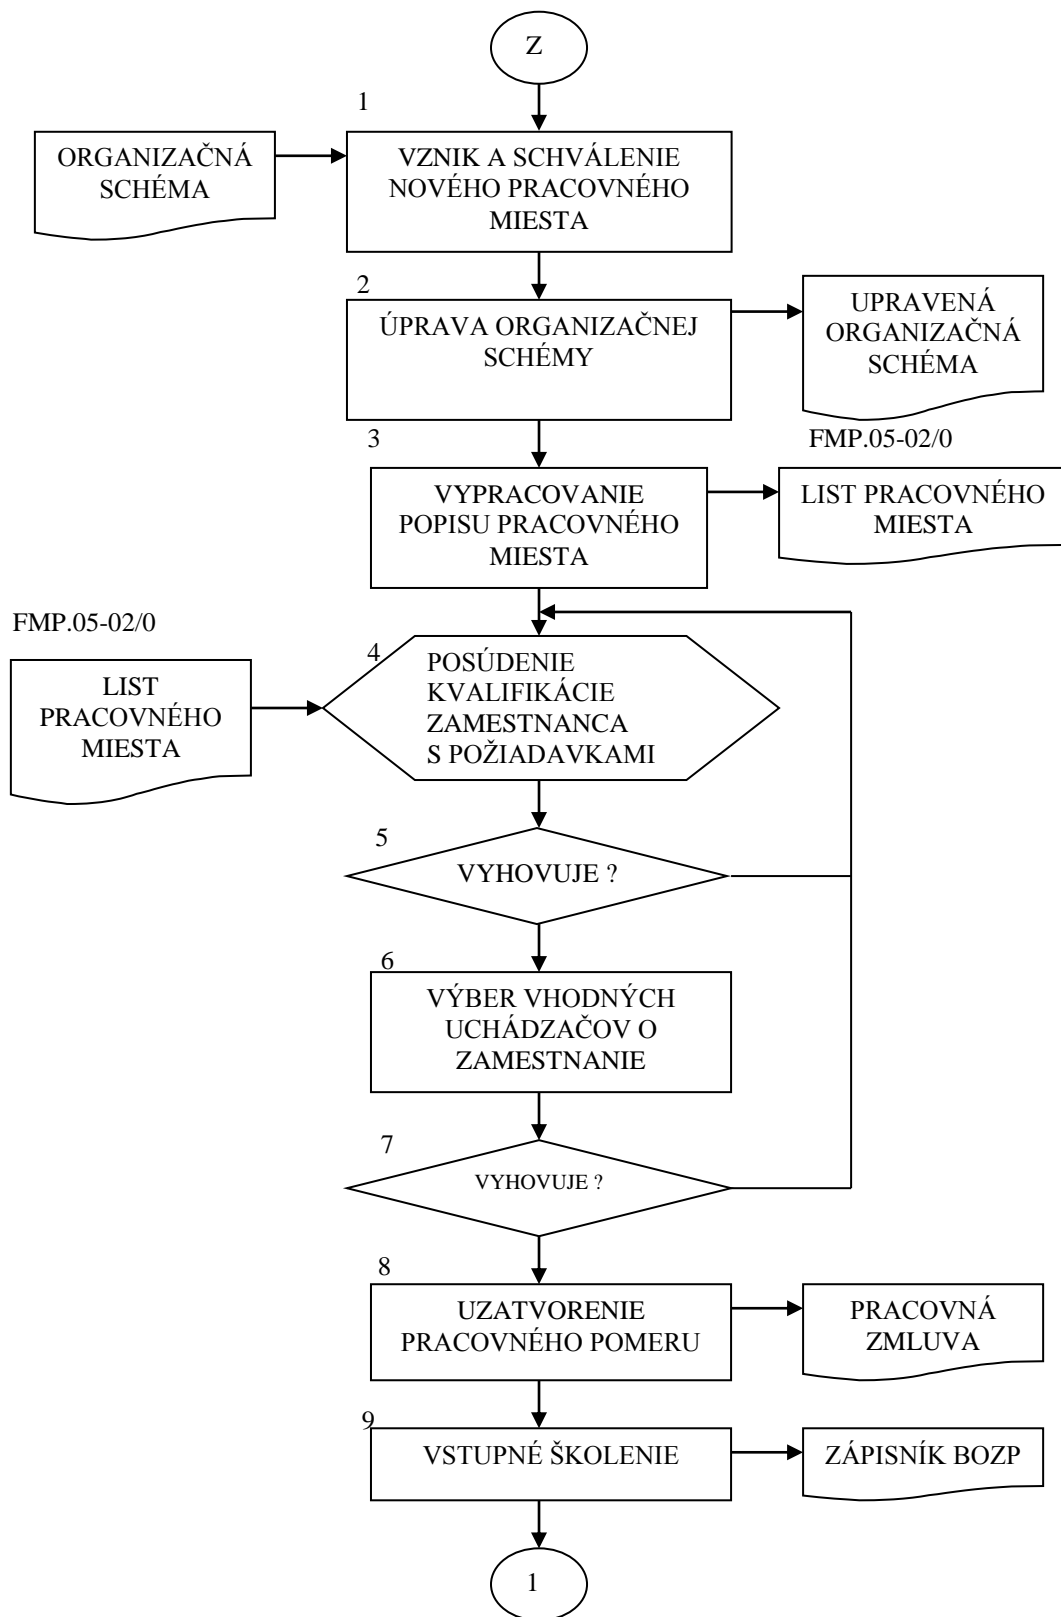 Z
1
ORGANIZAČNÁ
SCHÉMA
VZNIK A SCHVÁLENIE
NOVÉHO PRACOVNÉHO
MIESTA
2
ÚPRAVA ORGANIZAČNEJ
SCHÉMY
UPRAVENÁ
ORGANIZAČNÁ
SCHÉMA
3
FMP.05-02/0
VYPRACOVANIE
POPISU PRACOVNÉHO
MIESTA
LIST PRACOVNÉHO
MIESTA
FMP.05-02/0
LIST
PRACOVNÉHO
MIESTA
4
POSÚDENIE
KVALIFIKÁCIE
ZAMESTNANCA
S POŽIADAVKAMI
5
VYHOVUJE ?
6
VÝBER VHODNÝCH
UCHÁDZAČOV O
ZAMESTNANIE
7
VYHOVUJE ?
8
UZATVORENIE
PRACOVNÉHO POMERU
PRACOVNÁ
ZMLUVA
9
VSTUPNÉ ŠKOLENIE
ZÁPISNÍK BOZP
1